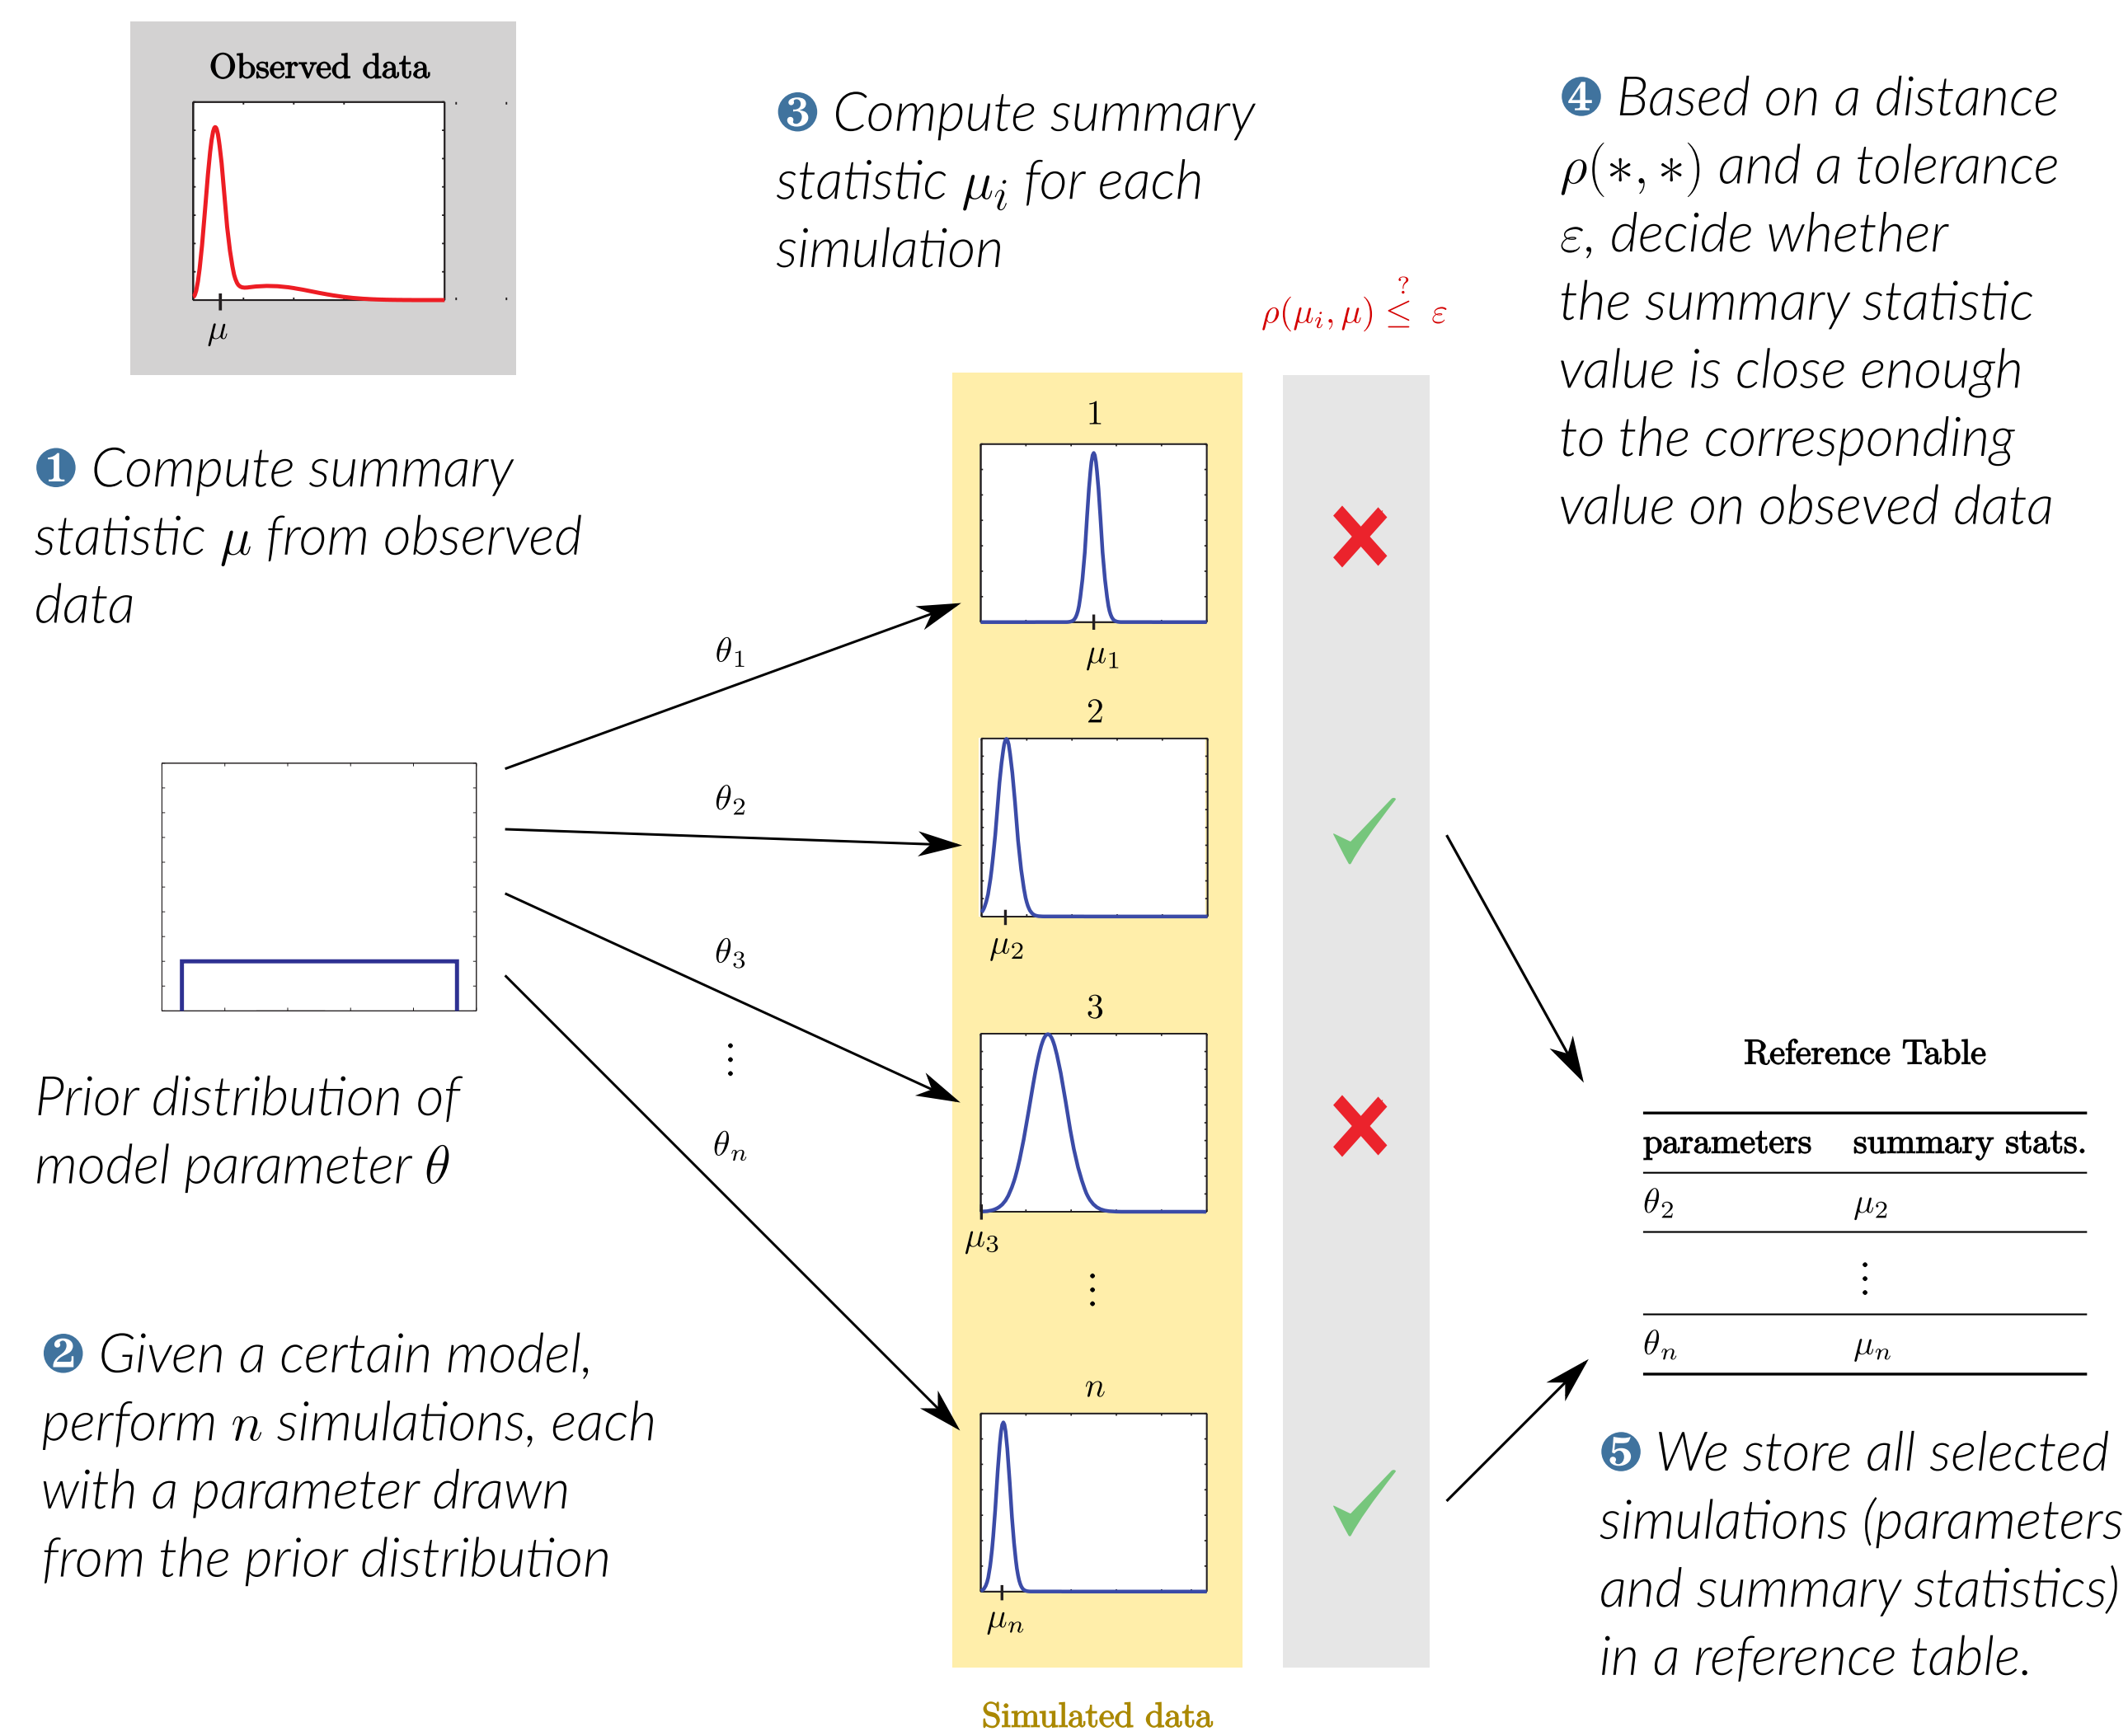 Observed data
μ
❶ Compute summary
statistic μ from observed
data
Prior distribution of
model parameter θ
❷ Given a certain model,
perform n simulations, each
with a parameter drawn
from the prior distribution
θ₁
θ₂
θ₃
⋮
θₙ
❸ Compute summary
statistic μᵢ for each
simulation
1
μ₁
2
μ₂
3
μ₃
⋮
n
μₙ
Simulated data
ρ(μᵢ, μ) ≤? ε
❹ Based on a distance
ρ(∗, ∗) and a tolerance
ε, decide whether
the summary statistic
value is close enough
to the corresponding
value on obseved data
Reference Table
parameters summary stats.
θ₂ μ₂
⋮
θₙ μₙ
❺ We store all selected
simulations (parameters
and summary statistics)
in a reference table.